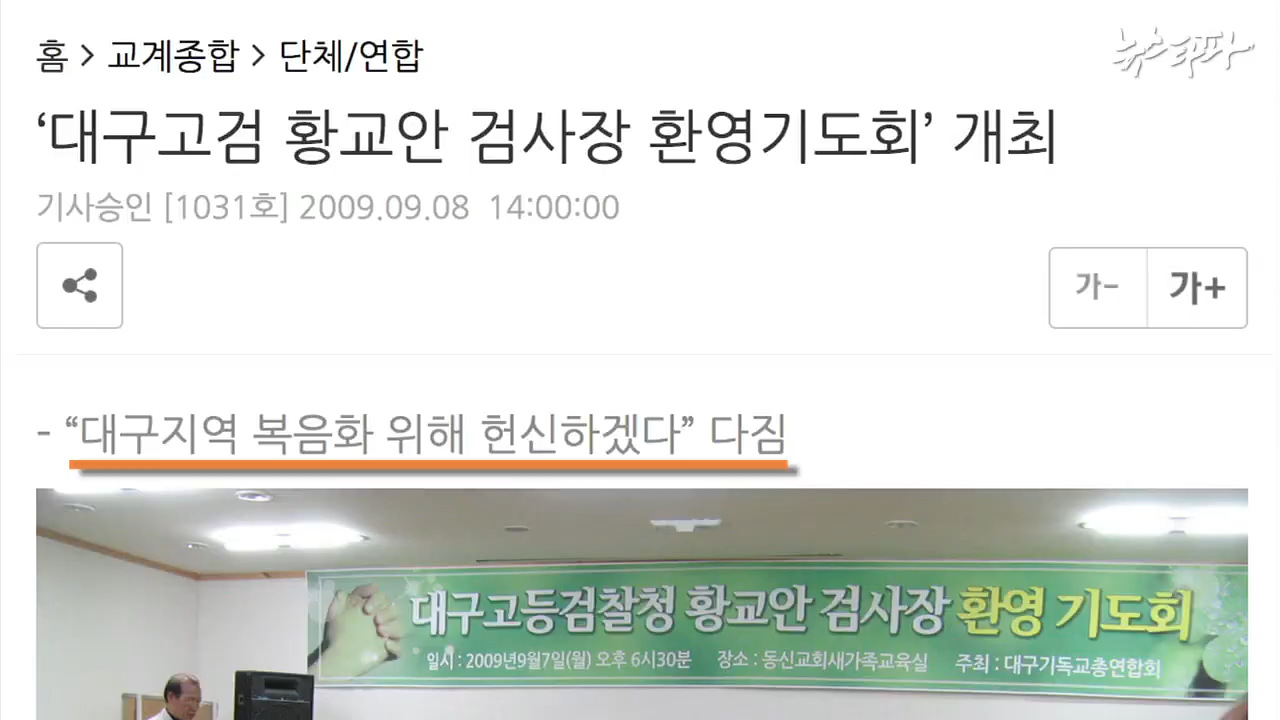 홈 > 교계종합 > 단체/연합
뉴스타파
‘대구고검 황교안 검사장 환영기도회’ 개최
기사승인 [1031호] 2009.09.08 14:00:00
가- 가+
- “대구지역 복음화 위해 헌신하겠다” 다짐
대구고등검찰청 황교안 검사장 환영 기도회
일시 : 2009년9월7일(월) 오후 6시30분 장소 : 동신교회새가족교육실 주최 : 대구기독교총연합회